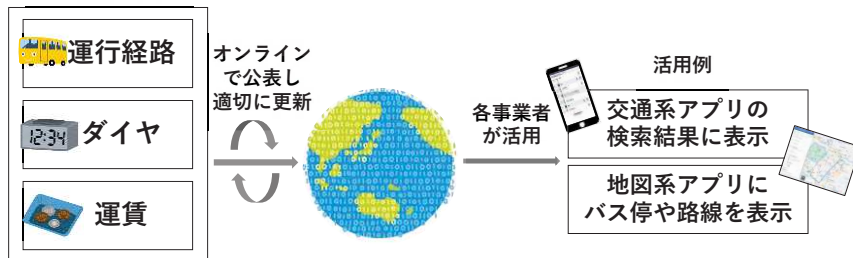 運行経路
12:34
ダイヤ
運賃
オンライン
で公表し
適切に更新
各事業者
が活用
活用例
交通系アプリの
検索結果に表示
地図系アプリに
バス停や路線を表示